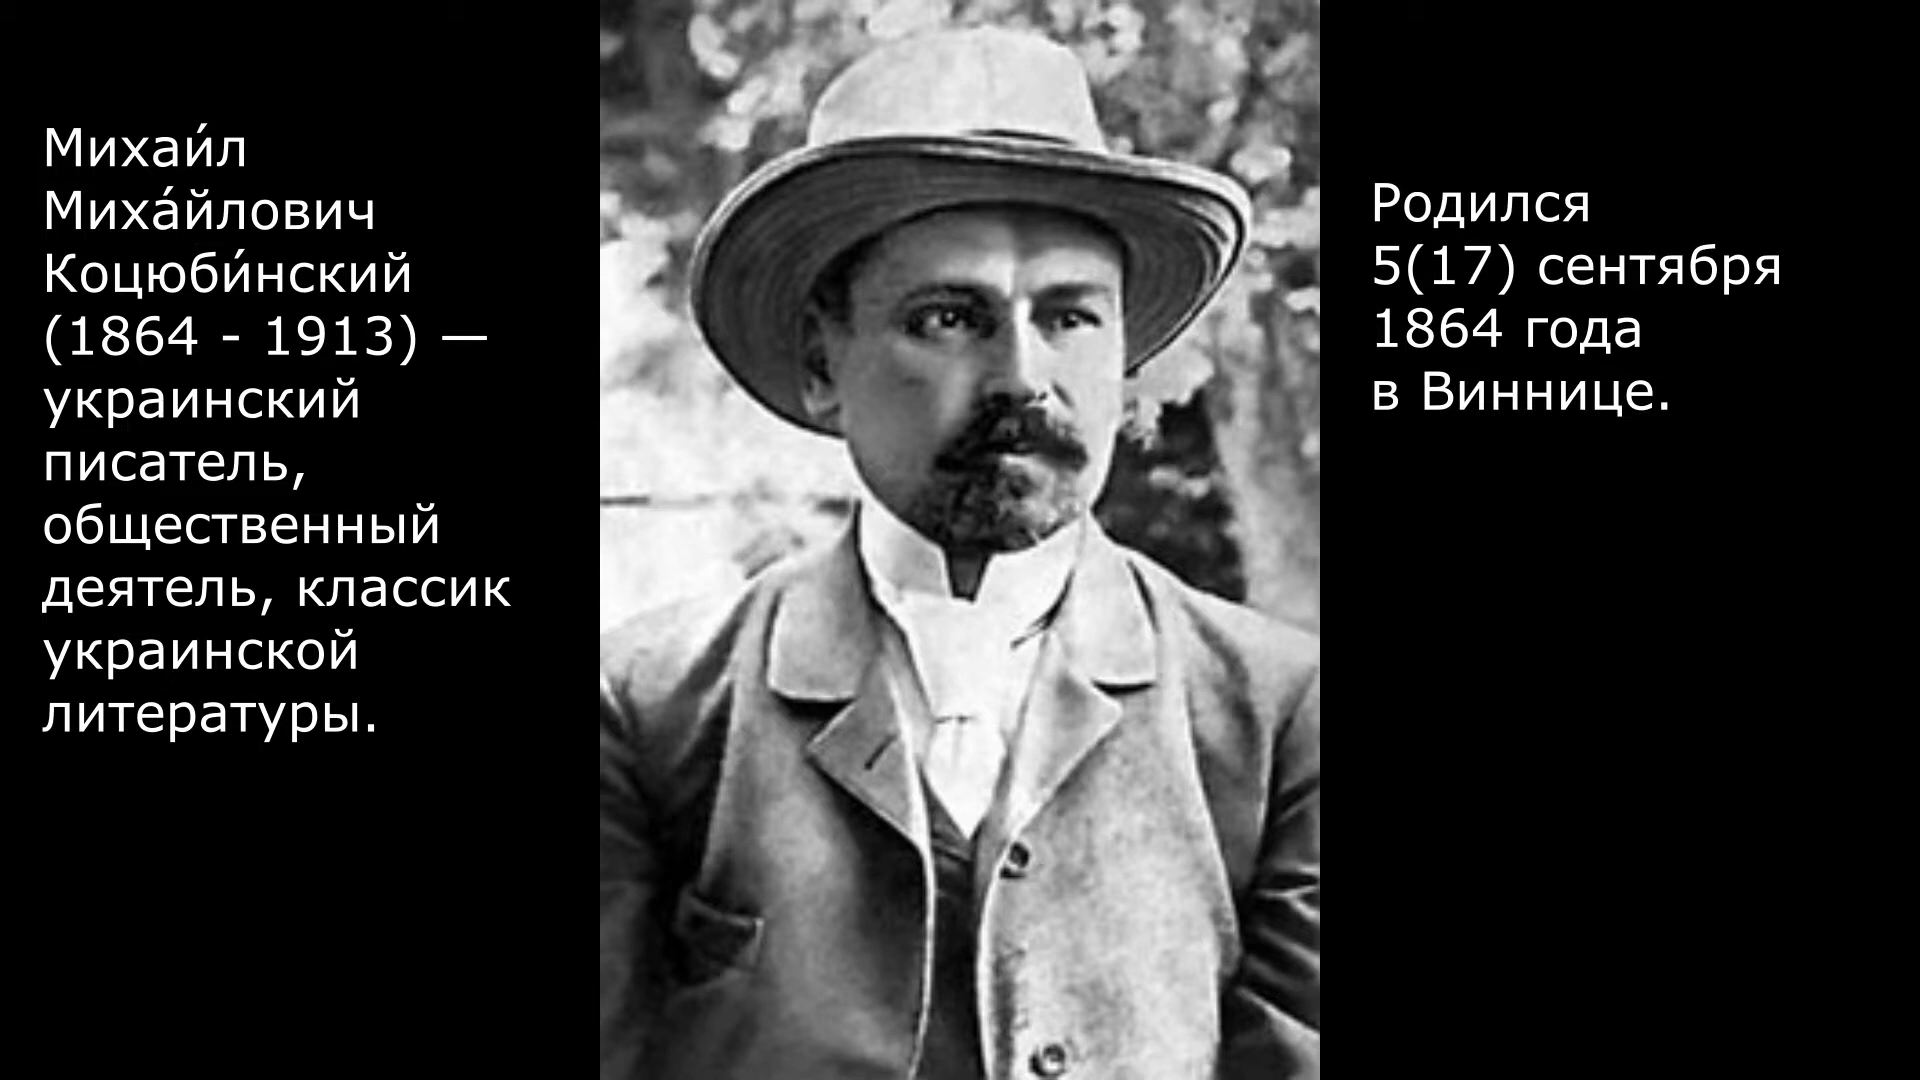 Михаи́л
Миха́йлович
Коцюби́нский
(1864 - 1913) —
украинский
писатель,
общественный
деятель, классик
украинской
литературы.
Родился
5(17) сентября
1864 года
в Виннице.